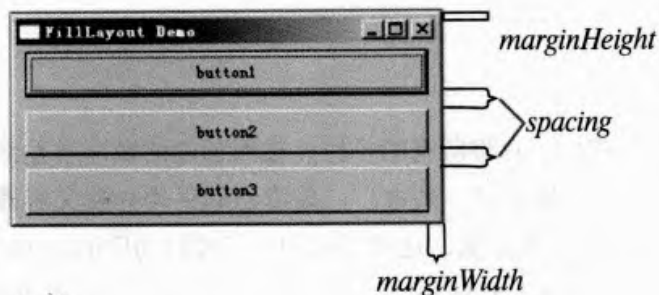 FillLayout Demo
marginHeight
button1
spacing
button2
button3
marginWidth